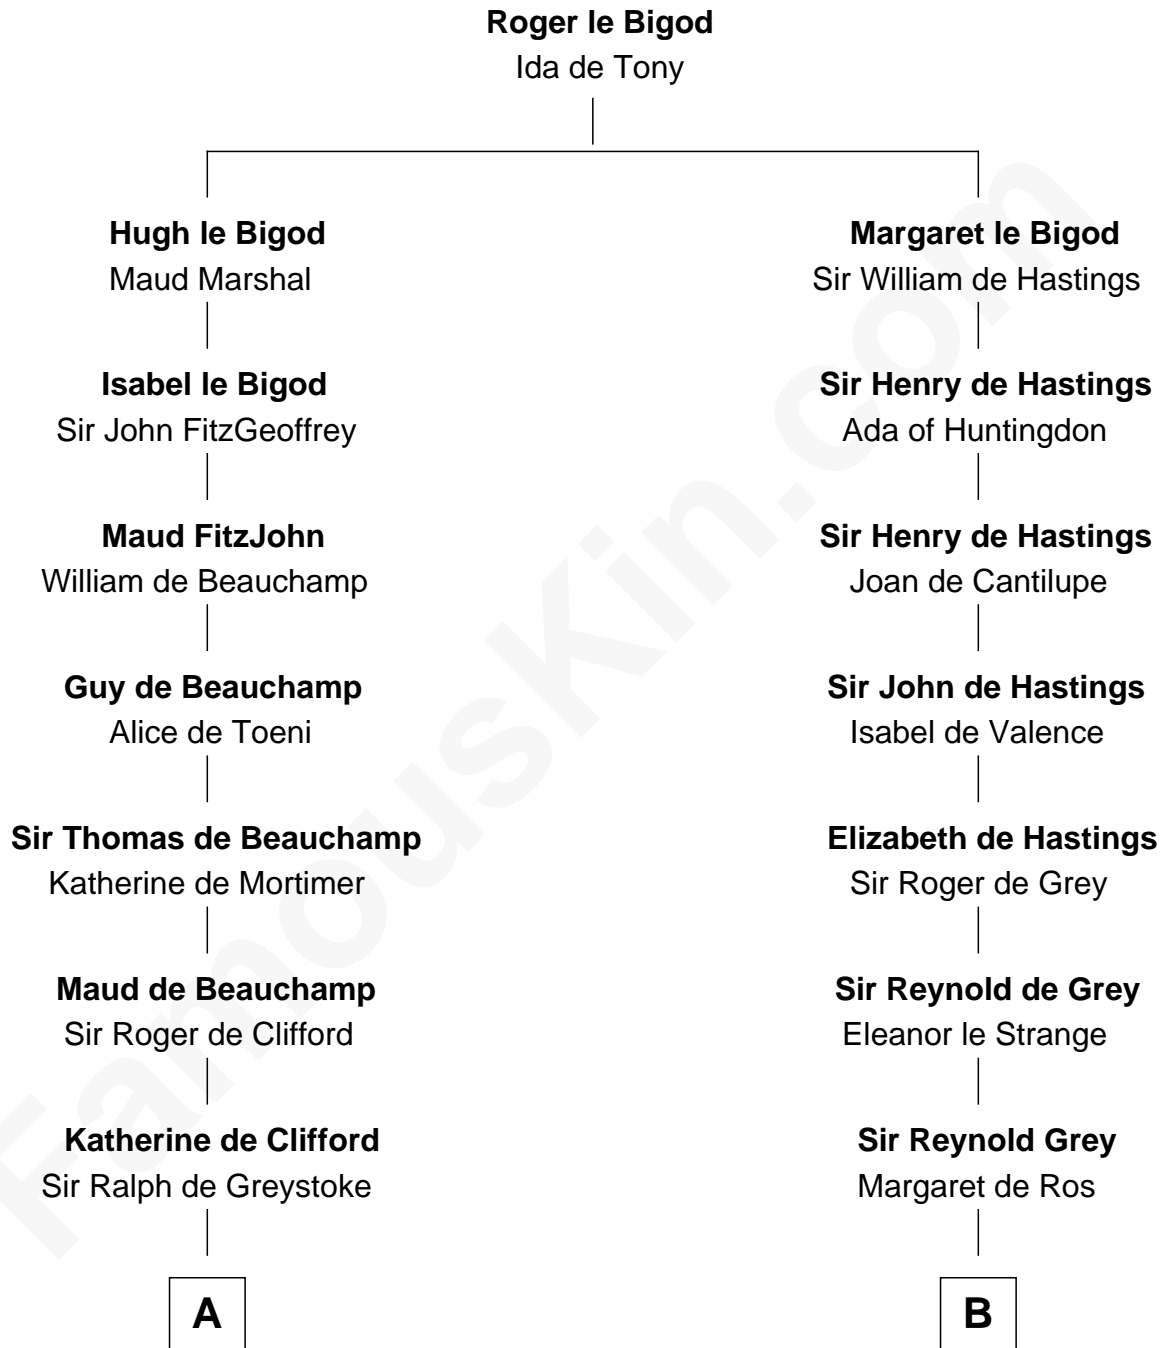 Roger le Bigod
Ida de Tony
Hugh le Bigod
Maud Marshal
Margaret le Bigod
Sir William de Hastings
Isabel le Bigod
Sir John FitzGeoffrey
Sir Henry de Hastings
Ada of Huntingdon
Maud FitzJohn
William de Beauchamp
Sir Henry de Hastings
Joan de Cantilupe
Guy de Beauchamp
Alice de Toeni
Sir John de Hastings
Isabel de Valence
Sir Thomas de Beauchamp
Katherine de Mortimer
Elizabeth de Hastings
Sir Roger de Grey
Maud de Beauchamp
Sir Roger de Clifford
Sir Reynold de Grey
Eleanor le Strange
Katherine de Clifford
Sir Ralph de Greystoke
Sir Reynold Grey
Margaret de Ros
A
B
FamousKin.com